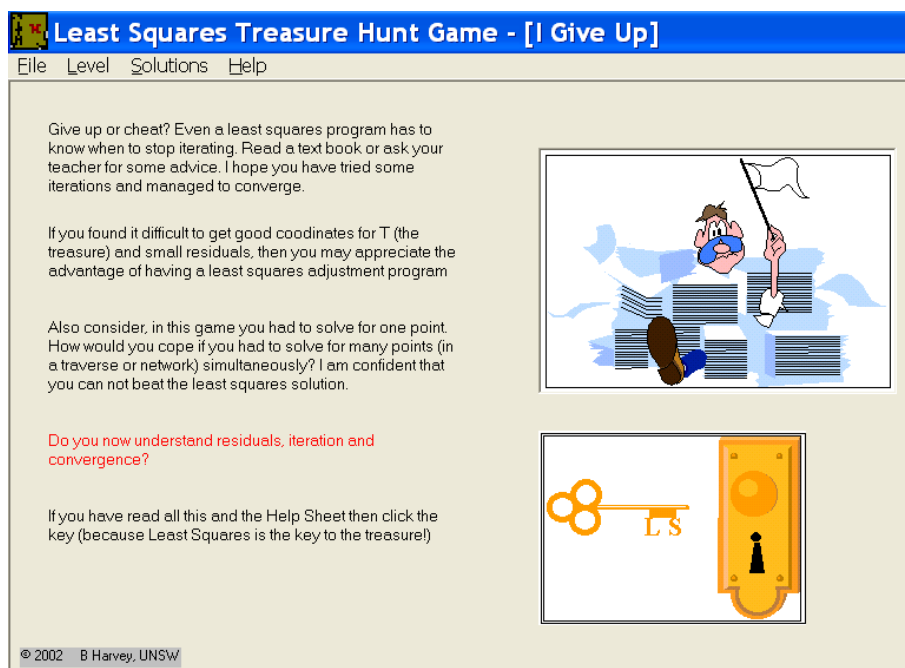 Least Squares Treasure Hunt Game - [I Give Up]
File Level Solutions Help
Give up or cheat? Even a least squares program has to
know when to stop iterating. Read a text book or ask your
teacher for some advice. I hope you have tried some
iterations and managed to converge.
If you found it difficult to get good coodinates for T (the
treasure) and small residuals, then you may appreciate the
advantage of having a least squares adjustment program
Also consider, in this game you had to solve for one point.
How would you cope if you had to solve for many points (in
a traverse or network) simultaneously? I am confident that
you can not beat the least squares solution.
Do you now understand residuals, iteration and
convergence?
If you have read all this and the Help Sheet then click the
key (because Least Squares is the key to the treasure!)
L S
© 2002 B Harvey, UNSW